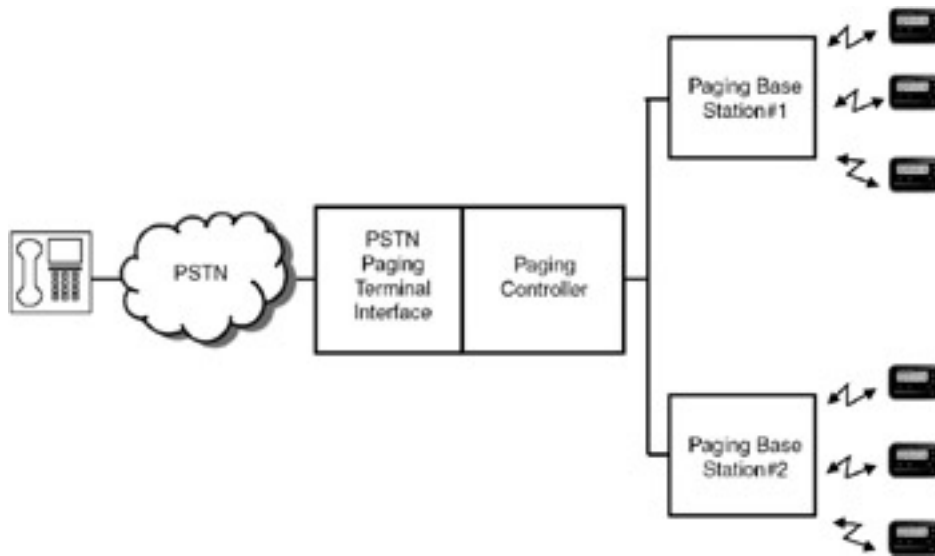 PSTN
PSTN
Paging
Terminal
Interface
Paging
Controller
Paging Base
Station#1
Paging Base
Station#2